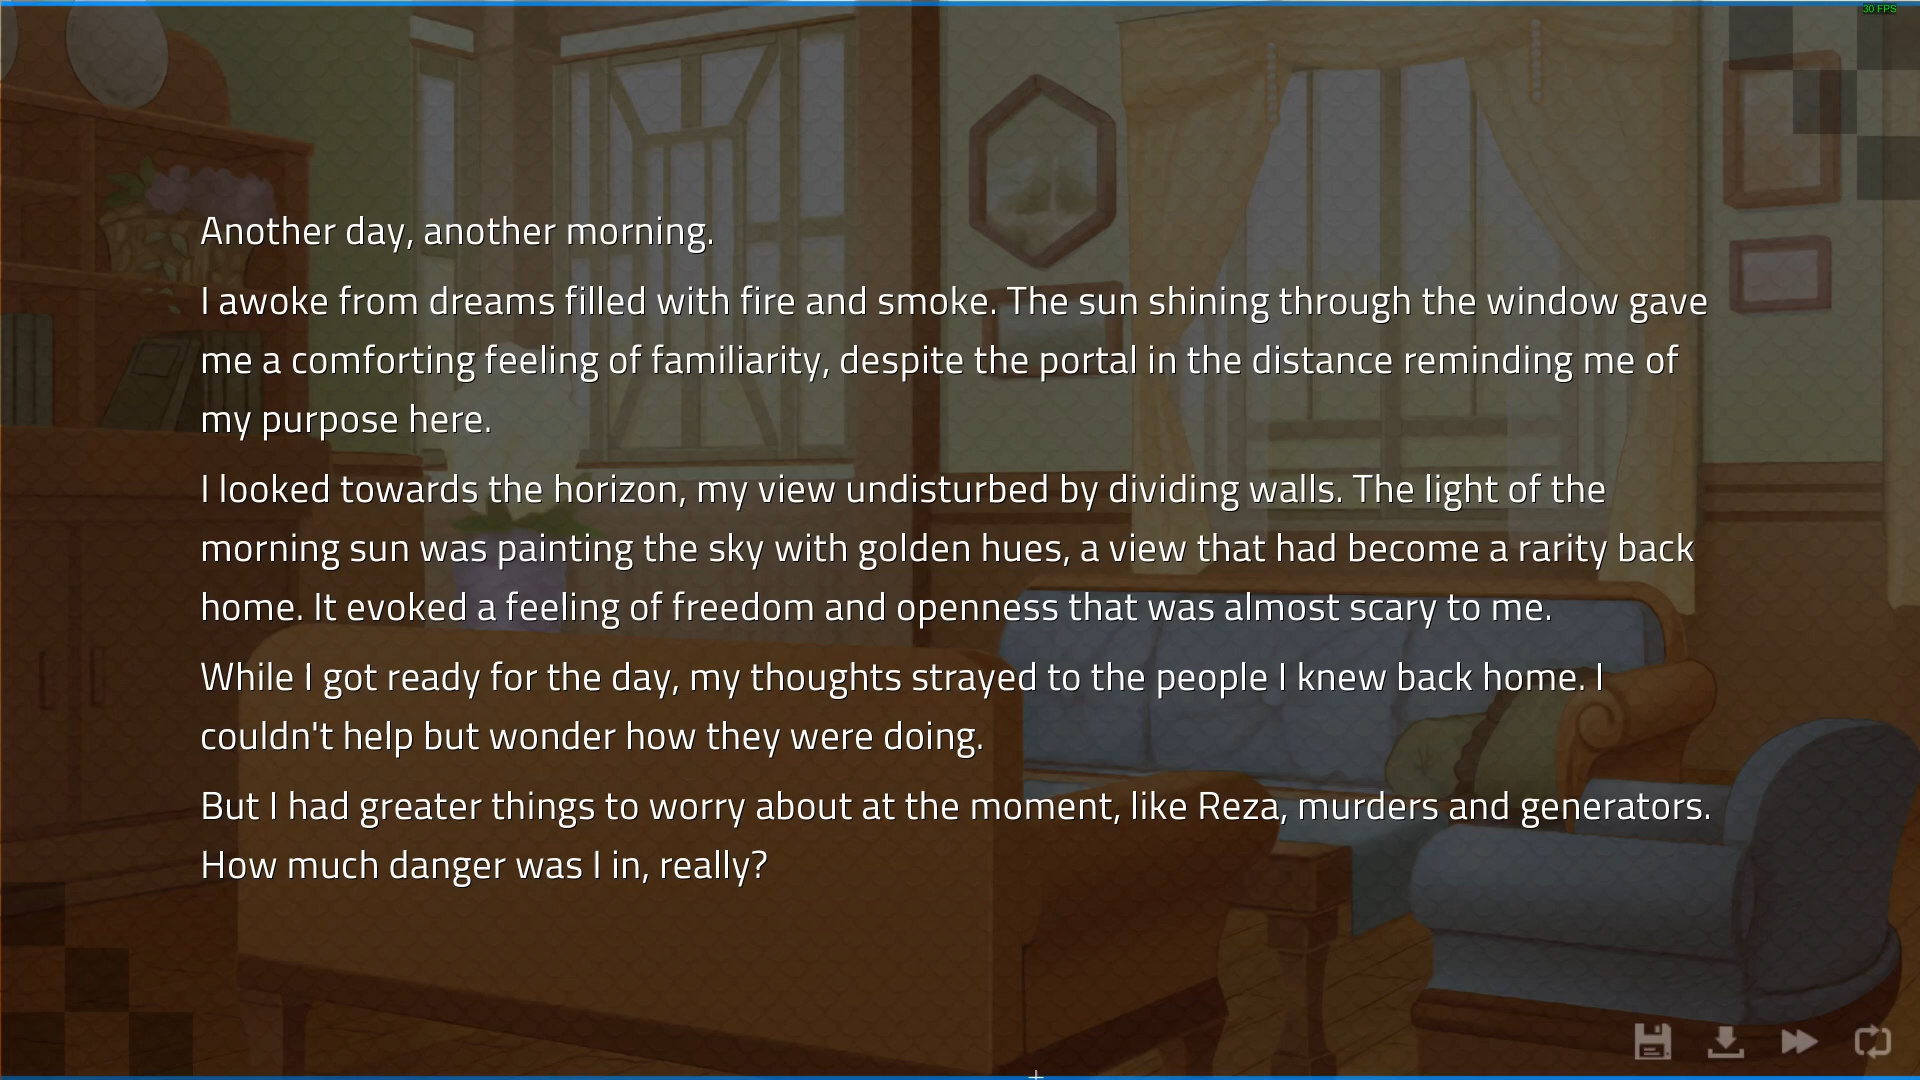 30 FPS
Another day, another morning.
I awoke from dreams filled with fire and smoke. The sun shining through the window gave
me a comforting feeling of familiarity, despite the portal in the distance reminding me of
my purpose here.
I looked towards the horizon, my view undisturbed by dividing walls. The light of the
morning sun was painting the sky with golden hues, a view that had become a rarity back
home. It evoked a feeling of freedom and openness that was almost scary to me.
While I got ready for the day, my thoughts strayed to the people I knew back home. I
couldn't help but wonder how they were doing.
But I had greater things to worry about at the moment, like Reza, murders and generators.
How much danger was I in, really?